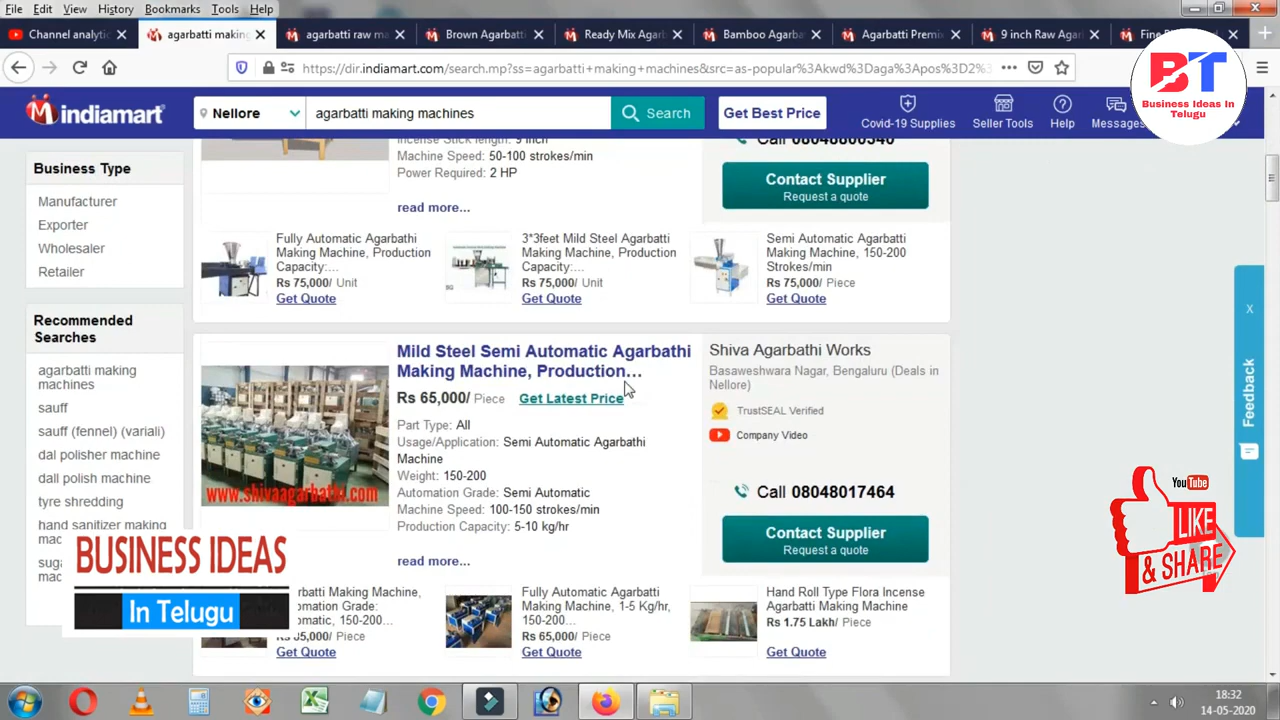 File Edit View History Bookmarks Tools Help
Channel analytic
agarbatti making
agarbatti raw ma
Brown Agarbatt
Ready Mix Agarb
Bamboo Agarba
Agarbatti Premi
9 inch Raw Agar
https://dir.indiamart.com/search.mp?ss=agarbatti+making+machines&src=as-popular%3Akwd%3Daga%3Apos%3D2%
BT
Business Ideas In
Telugu
indiamart
Nellore
agarbatti making machines
Search
Get Best Price
Covid-19 Supplies
Seller Tools
Help
Messages
Business Type
Manufacturer
Exporter
Wholesaler
Retailer
Recommended
Searches
agarbatti making
machines
sauff
sauff (fennel) (variali)
dal polisher machine
dall polish machine
tyre shredding
hand sanitizer making
Machine Speed: 50-100 strokes/min
Power Required: 2 HP
read more...
Contact Supplier
Request a quote
Fully Automatic Agarbathi
Making Machine, Production
Capacity:...
Rs 75,000/ Unit
Get Quote
3*3feet Mild Steel Agarbatti
Making Machine, Production
Capacity:...
Rs 75,000/ Unit
Get Quote
Semi Automatic Agarbatti
Making Machine, 150-200
Strokes/min
Rs 75,000/ Piece
Get Quote
Mild Steel Semi Automatic Agarbathi
Making Machine, Production...
Rs 65,000/ Piece Get Latest Price
Part Type: All
Usage/Application: Semi Automatic Agarbathi
Machine
Weight: 150-200
Automation Grade: Semi Automatic
Machine Speed: 100-150 strokes/min
Production Capacity: 5-10 kg/hr
read more...
www.shivaagarbathi.com
Shiva Agarbathi Works
Basaweshwara Nagar, Bengaluru (Deals in
Nellore)
TrustSEAL Verified
Company Video
Call 08048017464
Contact Supplier
Request a quote
rbatti Making Machine,
omation Grade:
omatic, 150-200...
Get Quote
Fully Automatic Agarbatti
Making Machine, 1-5 Kg/hr,
150-200...
Rs 65,000/ Piece
Get Quote
Hand Roll Type Flora Incense
Agarbatti Making Machine
Rs 1.75 Lakh/ Piece
Get Quote
X
Feedback
YouTube
LIKE
& SHARE
BUSINESS IDEAS
In Telugu
18:32
14-05-2020